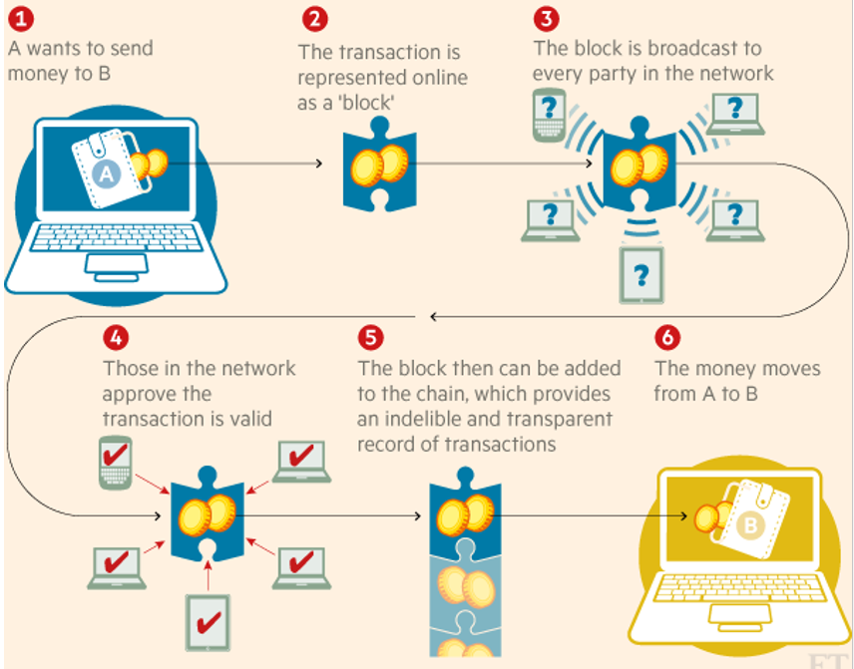 1
A wants to send
money to B
2
The transaction is
represented online
as a 'block'
3
The block is broadcast to
every party in the network
A
?
?
?
?
?
4
Those in the network
approve the
transaction is valid
5
The block then can be added
to the chain, which provides
an indelible and transparent
record of transactions
6
The money moves
from A to B
B
FT